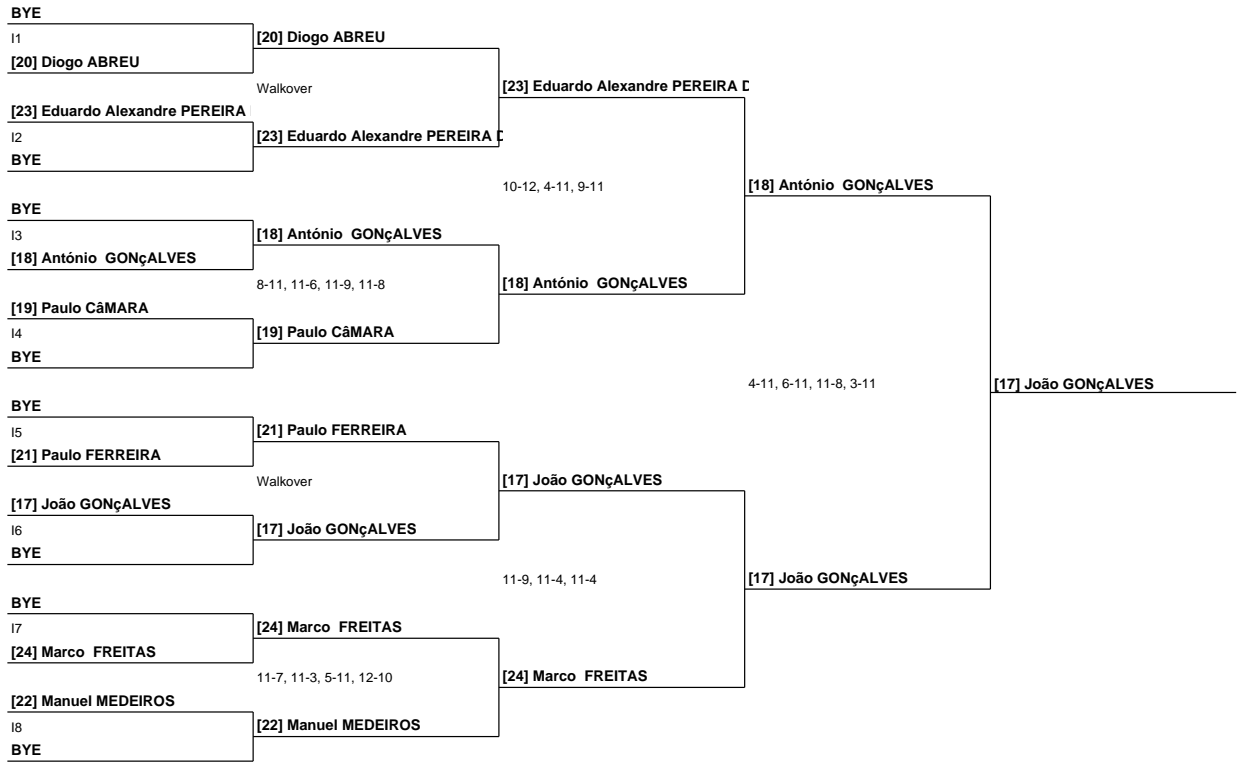 BYE
I1
[20] Diogo ABREU
[20] Diogo ABREU
Walkover
[23] Eduardo Alexandre PEREIRA D
[23] Eduardo Alexandre PEREIRA
I2
[23] Eduardo Alexandre PEREIRA D
BYE
10-12, 4-11, 9-11
[18] António GONçALVES
BYE
I3
[18] António GONçALVES
[18] António GONçALVES
8-11, 11-6, 11-9, 11-8
[18] António GONçALVES
[19] Paulo CâMARA
I4
[19] Paulo CâMARA
BYE
4-11, 6-11, 11-8, 3-11
[17] João GONçALVES
BYE
I5
[21] Paulo FERREIRA
[21] Paulo FERREIRA
Walkover
[17] João GONçALVES
[17] João GONçALVES
I6
[17] João GONçALVES
BYE
11-9, 11-4, 11-4
[17] João GONçALVES
BYE
I7
[24] Marco FREITAS
[24] Marco FREITAS
11-7, 11-3, 5-11, 12-10
[24] Marco FREITAS
[22] Manuel MEDEIROS
I8
[22] Manuel MEDEIROS
BYE